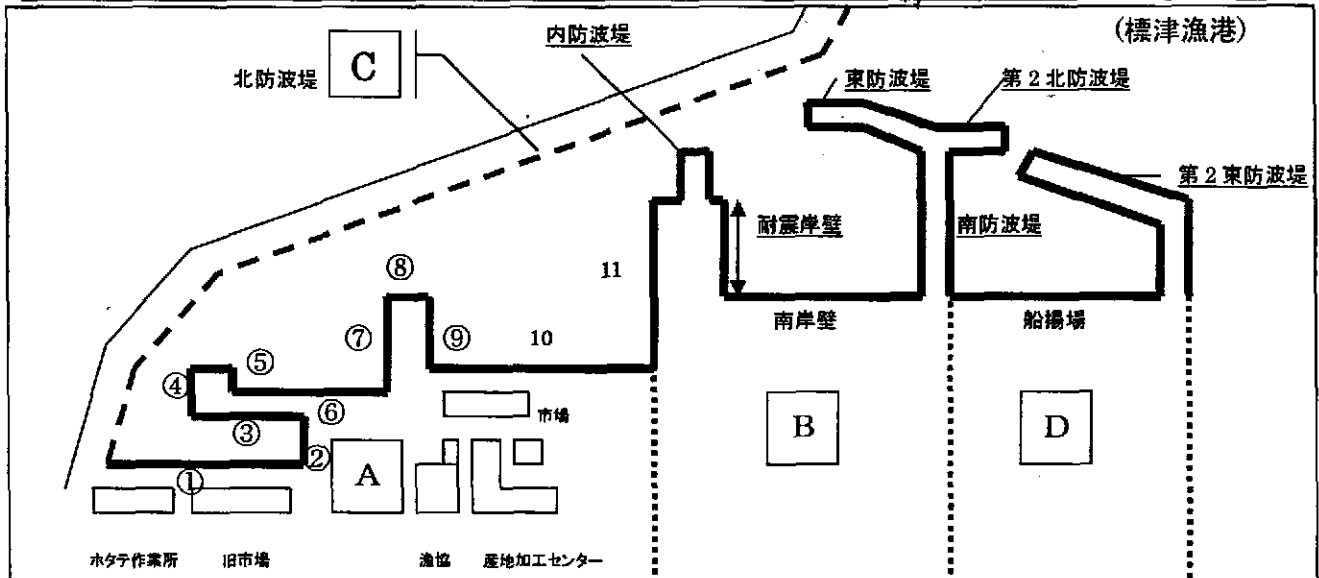 (標津漁港)
内防波堤
北防波堤
C
東防波堤
第2北防波堤
第2東防波堤
耐震岸壁
南防波堤
⑧
11
南岸壁
船揚場
⑦
⑨
10
⑤
④
⑥
市場
③
②
①
A
B
D
ホタテ作業所
旧市場
漁協
産地加工センター